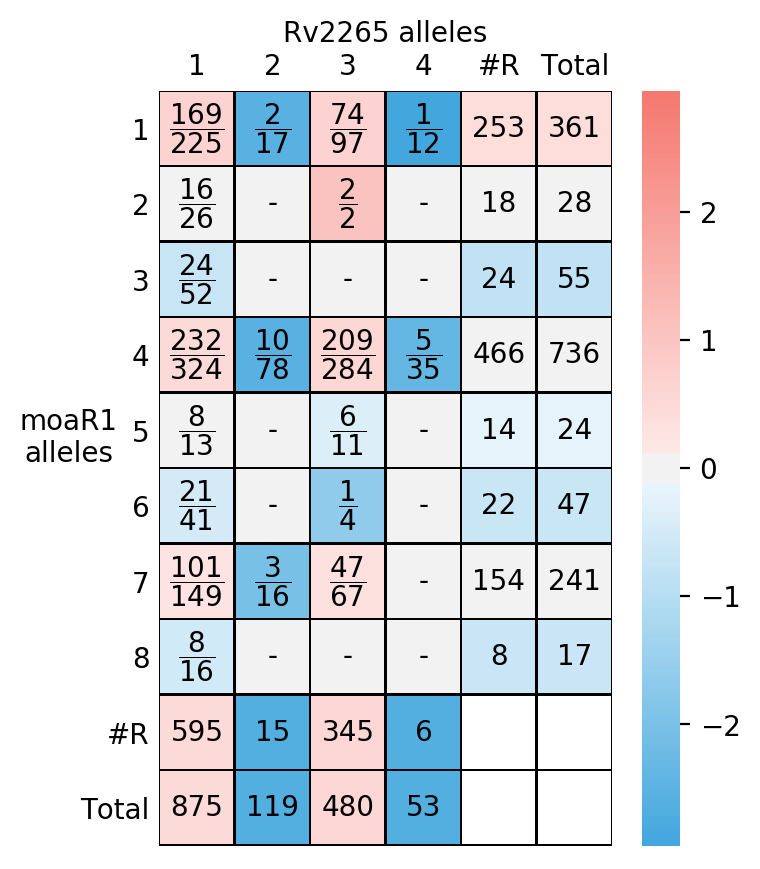 Rv2265 alleles
1 2 3 4 #R Total
1 169/225 2/17 74/97 1/12 253 361
2 16/26 - 2/2 - 18 28
3 24/52 - - - 24 55
4 232/324 10/78 209/284 5/35 466 736
moaR1
alleles
5 8/13 - 6/11 - 14 24
6 21/41 - 1/4 - 22 47
7 101/149 3/16 47/67 - 154 241
8 8/16 - - - 8 17
#R 595 15 345 6
Total 875 119 480 53
2
1
0
−1
−2